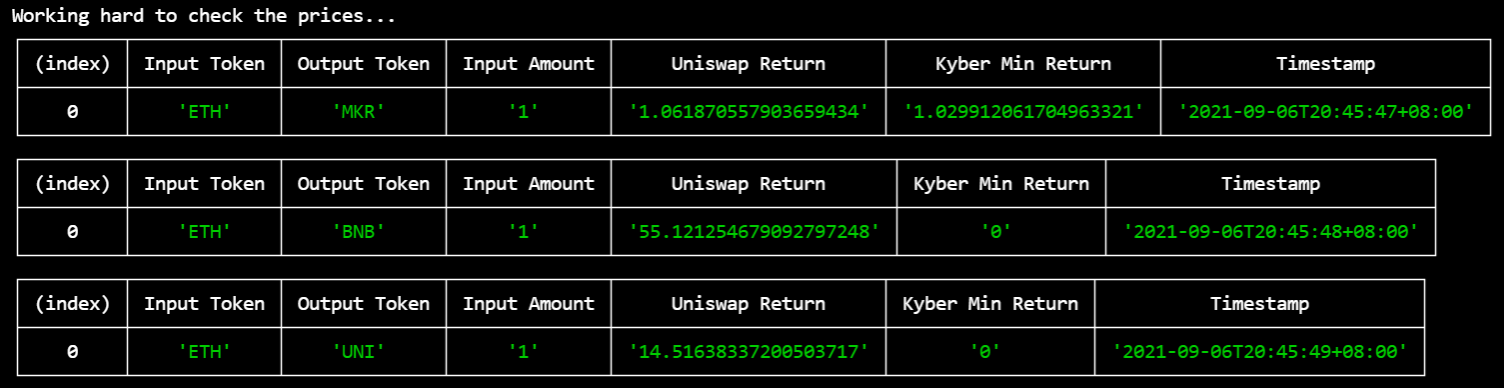 Working hard to check the prices...
(index) Input Token Output Token Input Amount Uniswap Return Kyber Min Return Timestamp
0 'ETH' 'MKR' '1' '1.061870557903659434' '1.029912061704963321' '2021-09-06T20:45:47+08:00'
(index) Input Token Output Token Input Amount Uniswap Return Kyber Min Return Timestamp
0 'ETH' 'BNB' '1' '55.121254679092797248' '0' '2021-09-06T20:45:48+08:00'
(index) Input Token Output Token Input Amount Uniswap Return Kyber Min Return Timestamp
0 'ETH' 'UNI' '1' '14.51638337200503717' '0' '2021-09-06T20:45:49+08:00'